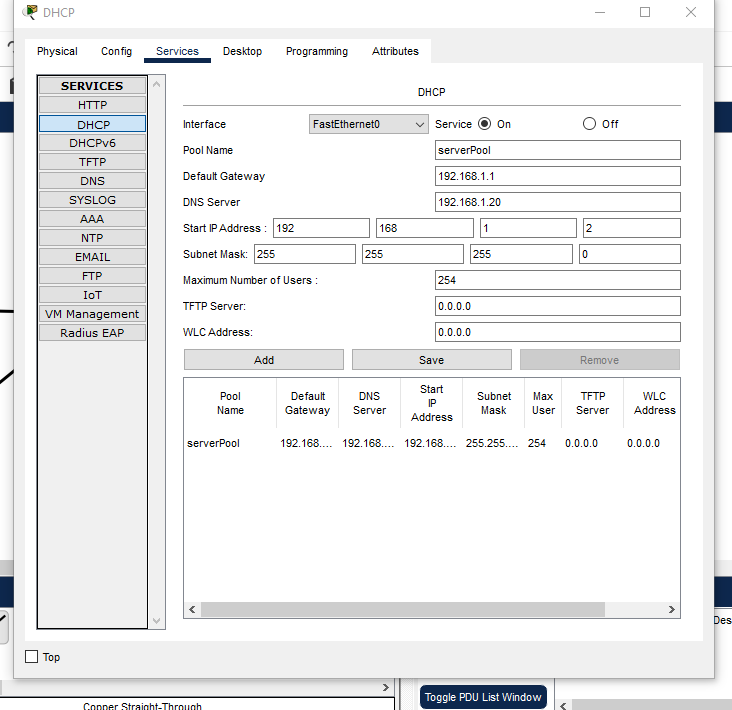 DHCP
Physical Config Services Desktop Programming Attributes
SERVICES
HTTP
DHCP
DHCPv6
TFTP
DNS
SYSLOG
AAA
NTP
EMAIL
FTP
IoT
VM Management
Radius EAP
DHCP
Interface FastEthernet0 Service On Off
Pool Name serverPool
Default Gateway 192.168.1.1
DNS Server 192.168.1.20
Start IP Address : 192 168 1 2
Subnet Mask: 255 255 255 0
Maximum Number of Users : 254
TFTP Server: 0.0.0.0
WLC Address: 0.0.0.0
Add Save Remove
Pool Name Default Gateway DNS Server Start IP Address Subnet Mask Max User TFTP Server WLC Address
serverPool 192.168.... 192.168.... 192.168.... 255.255.... 254 0.0.0.0 0.0.0.0
Top
Des
Toggle PDU List Window
Copper Straight-Through